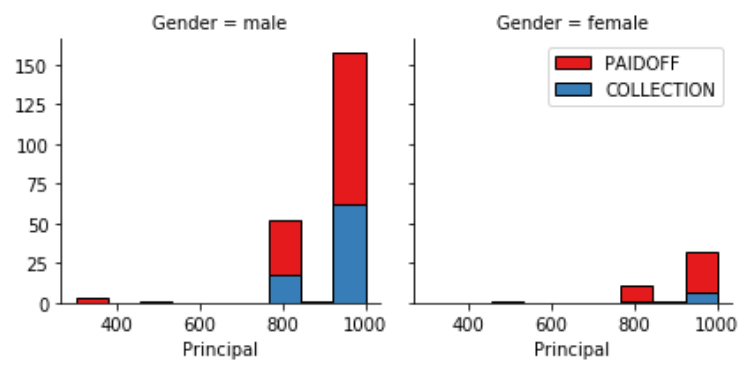 Gender = male
Gender = female
PAIDOFF
COLLECTION
150
125
100
75
50
25
0
400 600 800 1000
400 600 800 1000
Principal
Principal